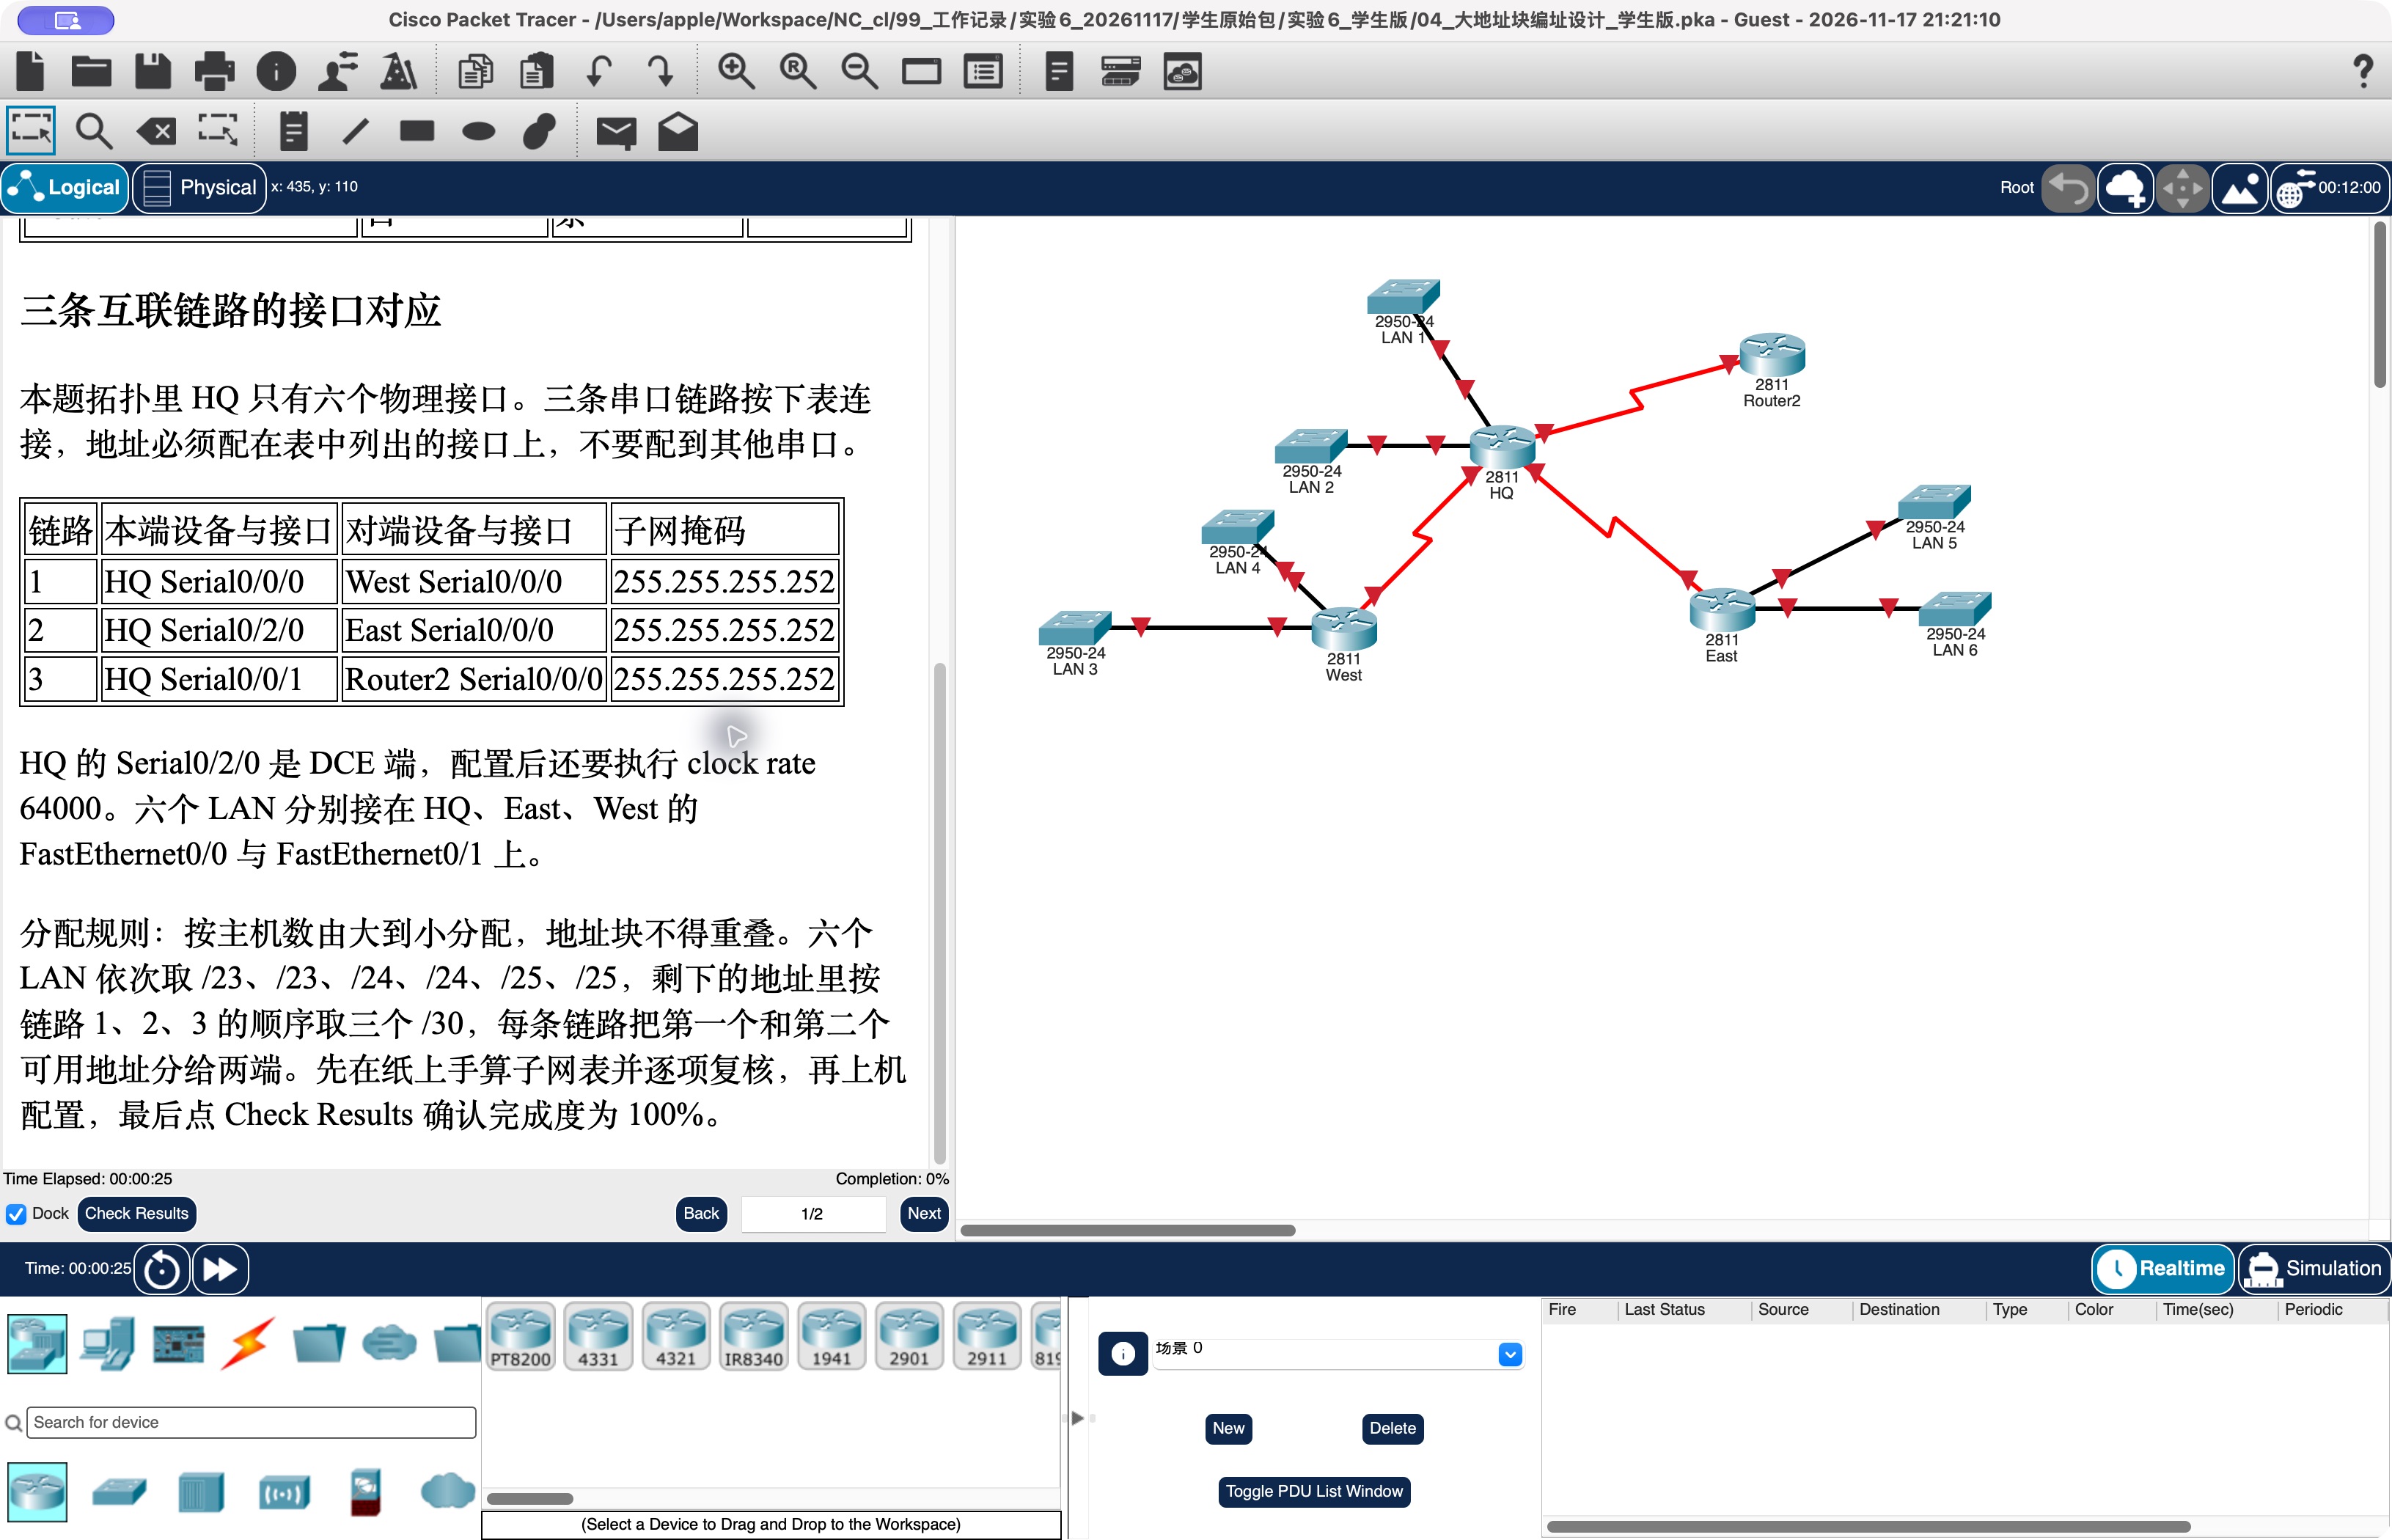 Cisco Packet Tracer - /Users/apple/Workspace/NC_cl/99_工作记录/实验6_20261117/学生原始包/实验6_学生版/04_大地址块编址设计_学生版.pka - Guest - 2026-11-17 21:21:10
Logical
Physical
x: 435, y: 110
Root
00:12:00
三条互联链路的接口对应
本题拓扑里 HQ 只有六个物理接口。三条串口链路按下表连
接，地址必须配在表中列出的接口上，不要配到其他串口。
链路 本端设备与接口 对端设备与接口 子网掩码
1 HQ Serial0/0/0 West Serial0/0/0 255.255.255.252
2 HQ Serial0/2/0 East Serial0/0/0 255.255.255.252
3 HQ Serial0/0/1 Router2 Serial0/0/0 255.255.255.252
HQ 的 Serial0/2/0 是 DCE 端，配置后还要执行 clock rate
64000。六个 LAN 分别接在 HQ、East、West 的
FastEthernet0/0 与 FastEthernet0/1 上。
分配规则：按主机数由大到小分配，地址块不得重叠。六个
LAN 依次取 /23、/23、/24、/24、/25、/25，剩下的地址里按
链路 1、2、3 的顺序取三个 /30，每条链路把第一个和第二个
可用地址分给两端。先在纸上手算子网表并逐项复核，再上机
配置，最后点 Check Results 确认完成度为 100%。
Time Elapsed: 00:00:25
Completion: 0%
Dock
Check Results
Back
1/2
Next
2950-24
LAN 1
2811
Router2
2950-24
LAN 2
2811
HQ
2950-24
LAN 4
2950-24
LAN 5
2950-24
LAN 3
2811
West
2811
East
2950-24
LAN 6
Time: 00:00:25
Realtime
Simulation
PT8200
4331
4321
IR8340
1941
2901
2911
819
Search for device
(Select a Device to Drag and Drop to the Workspace)
场景 0
New
Delete
Toggle PDU List Window
Fire Last Status Source Destination Type Color Time(sec) Periodic